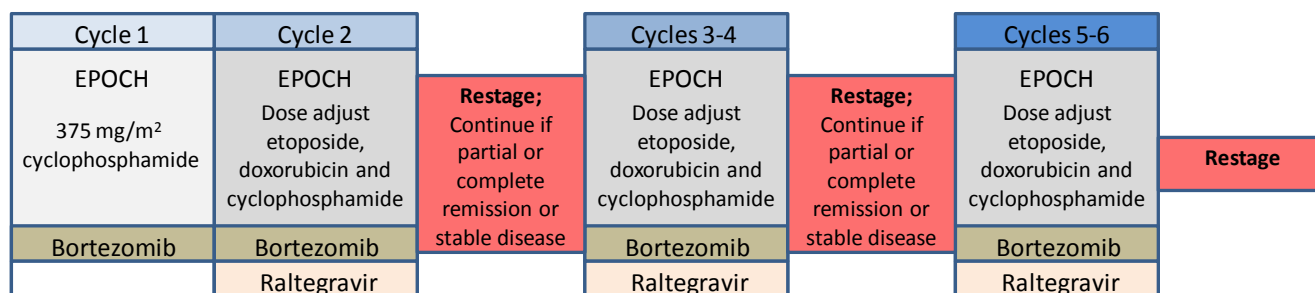 Cycle 1
EPOCH
375 mg/m²
cyclophosphamide
Bortezomib
Cycle 2
EPOCH
Dose adjust
etoposide,
doxorubicin and
cyclophosphamide
Bortezomib
Raltegravir
Restage;
Continue if
partial or
complete
remission or
stable disease
Cycles 3-4
EPOCH
Dose adjust
etoposide,
doxorubicin and
cyclophosphamide
Bortezomib
Raltegravir
Restage;
Continue if
partial or
complete
remission or
stable disease
Cycles 5-6
EPOCH
Dose adjust
etoposide,
doxorubicin and
cyclophosphamide
Bortezomib
Raltegravir
Restage